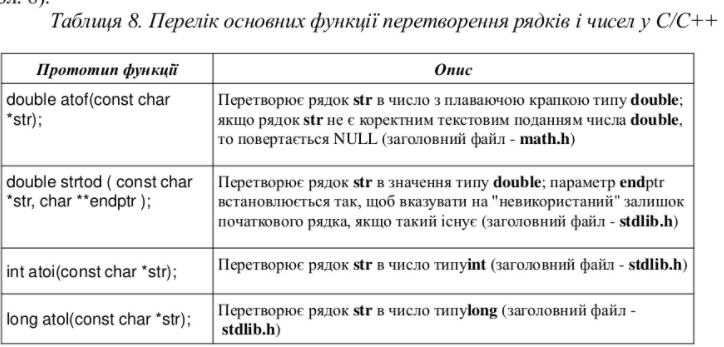 Таблиця 8. Перелік основних функції перетворення рядків і чисел у C/C++
Прототип функції
Опис
double atof(const char
*str);
Перетворює рядок str в число з плаваючою крапкою типу double;
якщо рядок str не є коректним текстовим поданням числа double,
то повертається NULL (заголовний файл - math.h)
double strtod ( const char
*str, char **endptr );
Перетворює рядок str в значення типу double; параметр endptr
встановлюється так, щоб вказувати на "невикористаний" залишок
початкового рядка, якщо такий існує (заголовний файл - stdlib.h)
int atoi(const char *str);
Перетворює рядок str в число типуint (заголовний файл - stdlib.h)
long atol(const char *str);
Перетворює рядок str в число типуlong (заголовний файл -
stdlib.h)